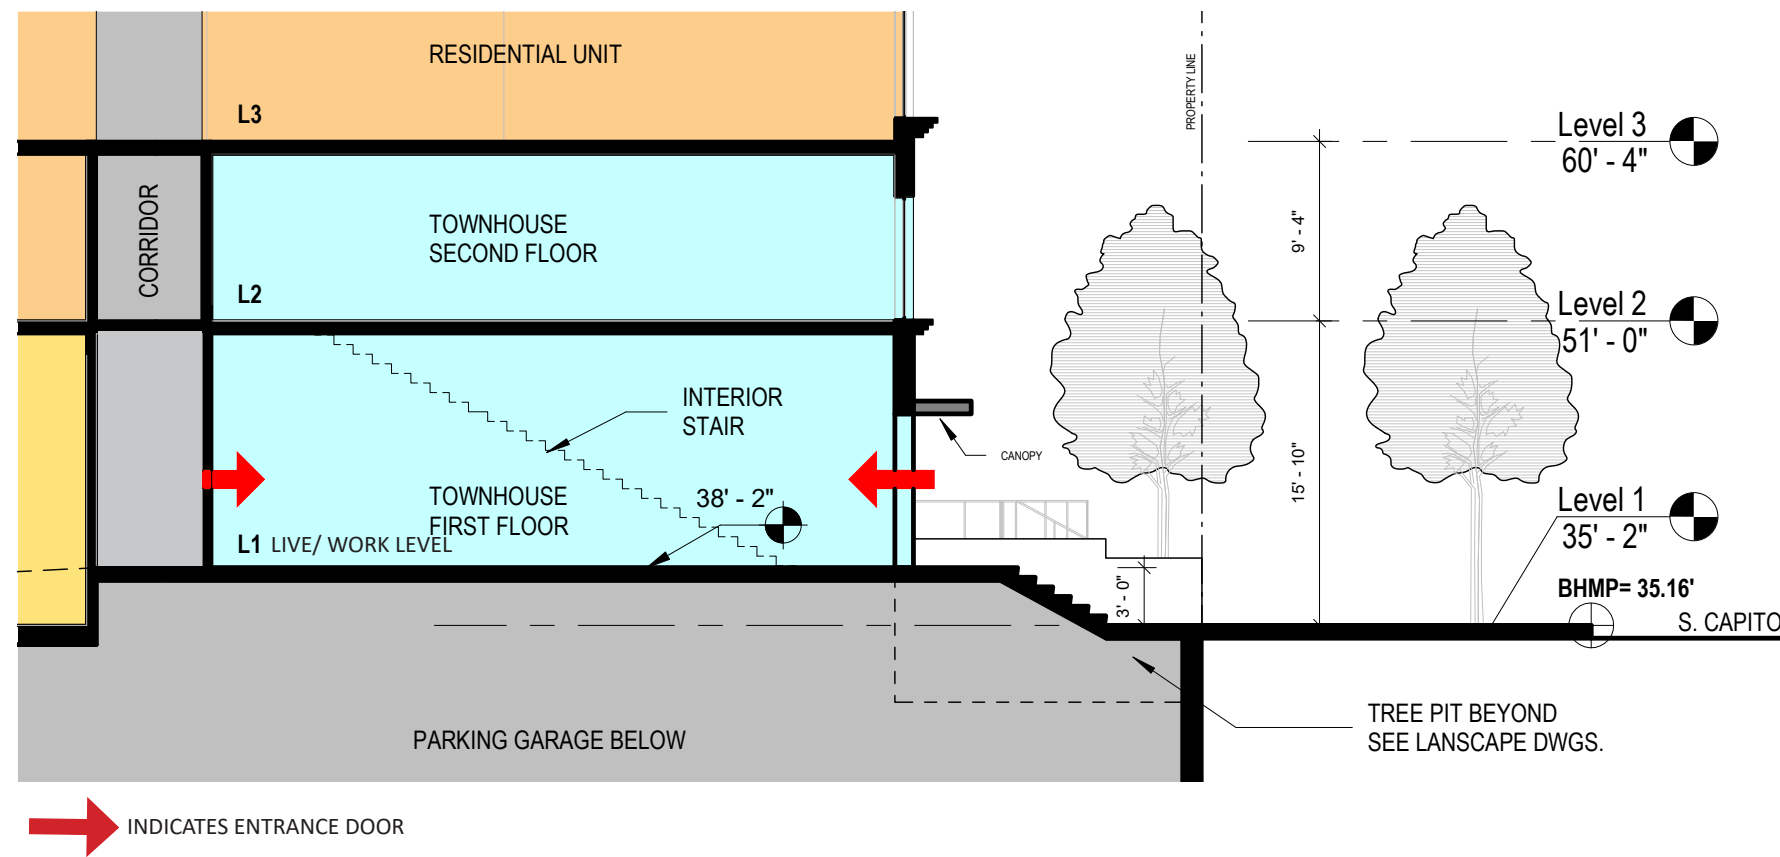 RESIDENTIAL UNIT
L3
PROPERTY LINE
Level 3
60' - 4"
CORRIDOR
TOWNHOUSE
SECOND FLOOR
L2
9' - 4"
Level 2
51' - 0"
INTERIOR
STAIR
CANOPY
15' - 10"
TOWNHOUSE
FIRST FLOOR
38' - 2"
L1 LIVE/ WORK LEVEL
Level 1
35' - 2"
3' - 0"
BHMP= 35.16'
S. CAPITO
TREE PIT BEYOND
SEE LANSCAPE DWGS.
PARKING GARAGE BELOW
INDICATES ENTRANCE DOOR